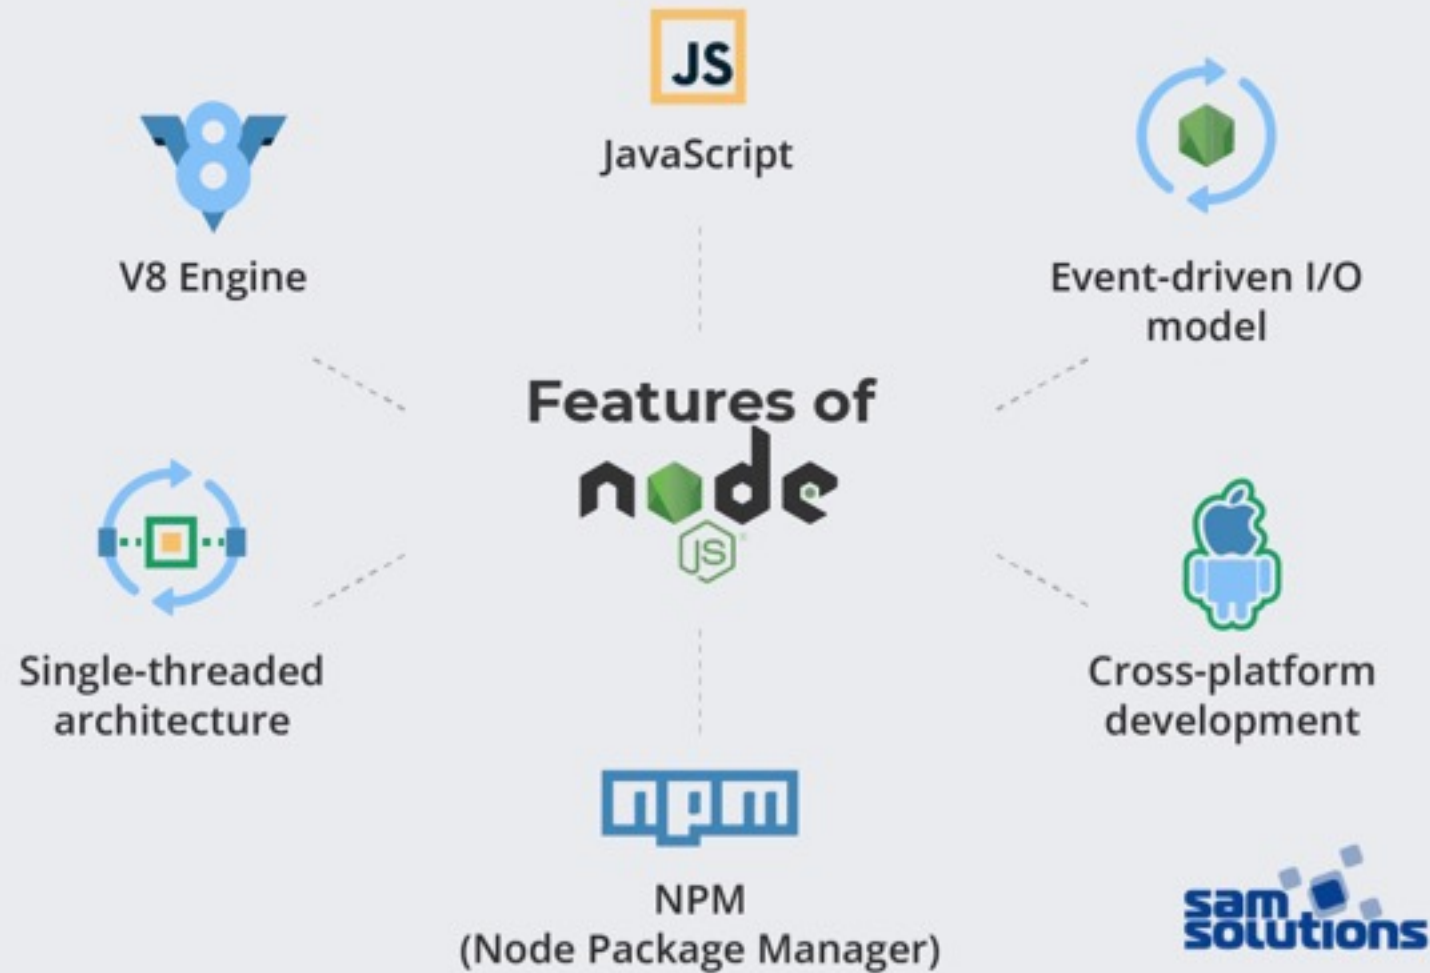 JS
JavaScript
8
V8 Engine
Event-driven I/O
model
Features of
node
JS
Single-threaded
architecture
Cross-platform
development
npm
NPM
(Node Package Manager)
sam
solutions